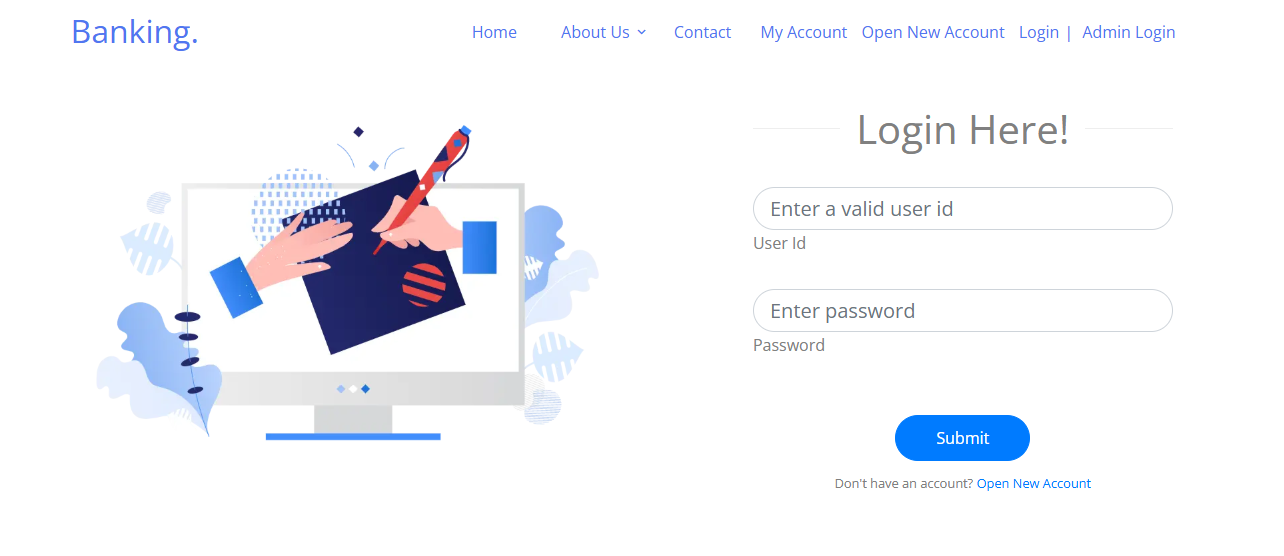 Banking.
Home About Us Contact My Account Open New Account Login | Admin Login
Login Here!
Enter a valid user id
User Id
Enter password
Password
Submit
Don't have an account? Open New Account